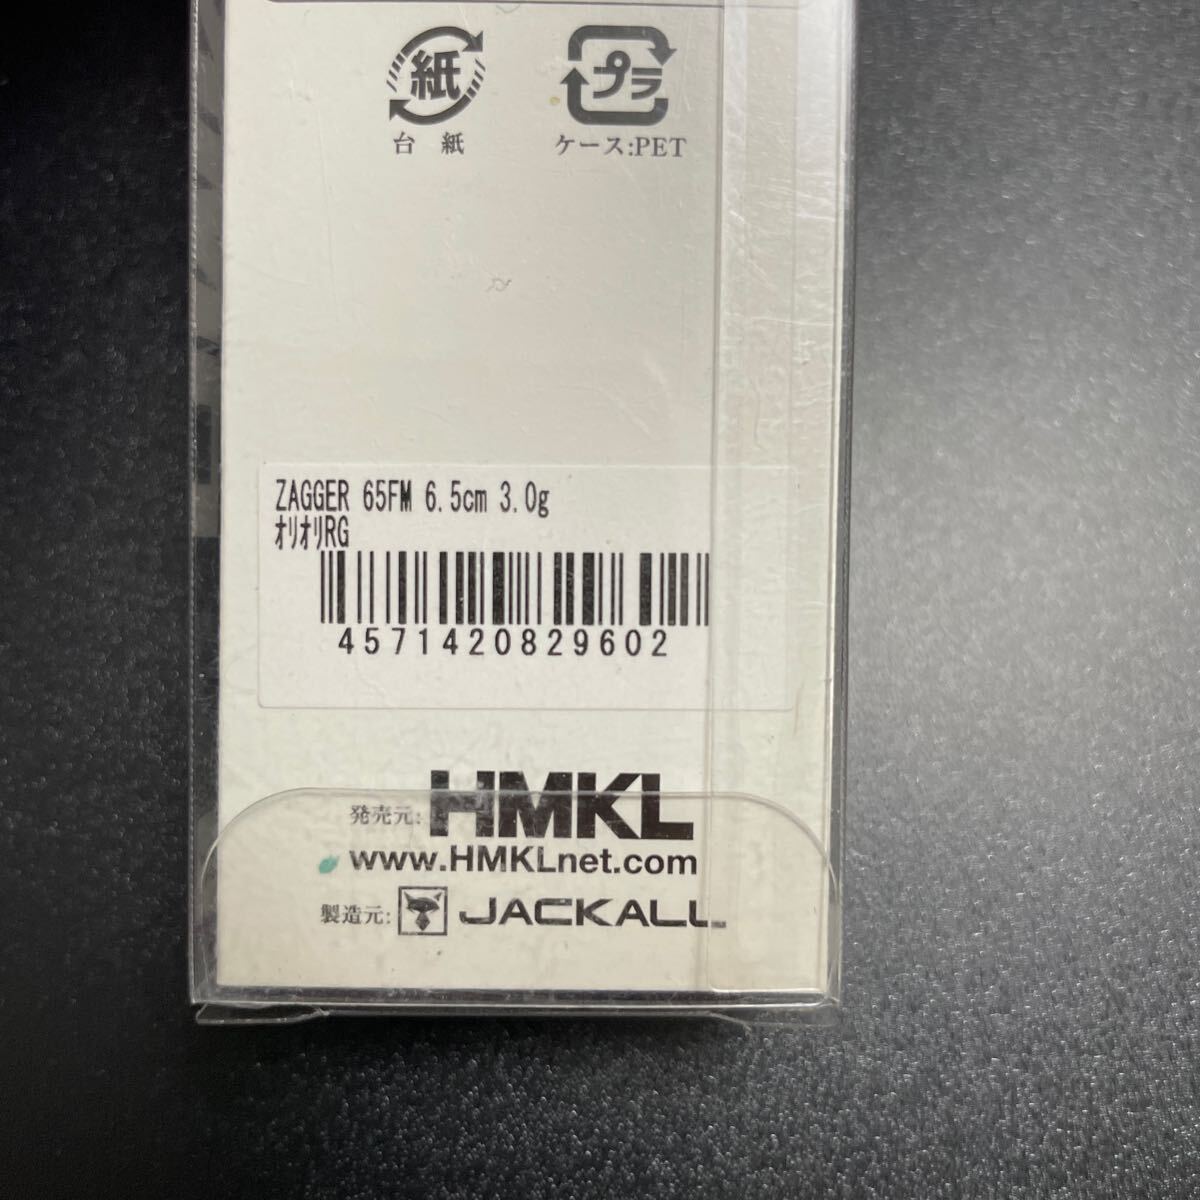 紙
台紙
プラ
ケース:PET
ZAGGER 65FM 6.5cm 3.0g
ｵﾘｵﾘRG
4571420829602
発売元: HMKL
www.HMKLnet.com
製造元: JACKALL